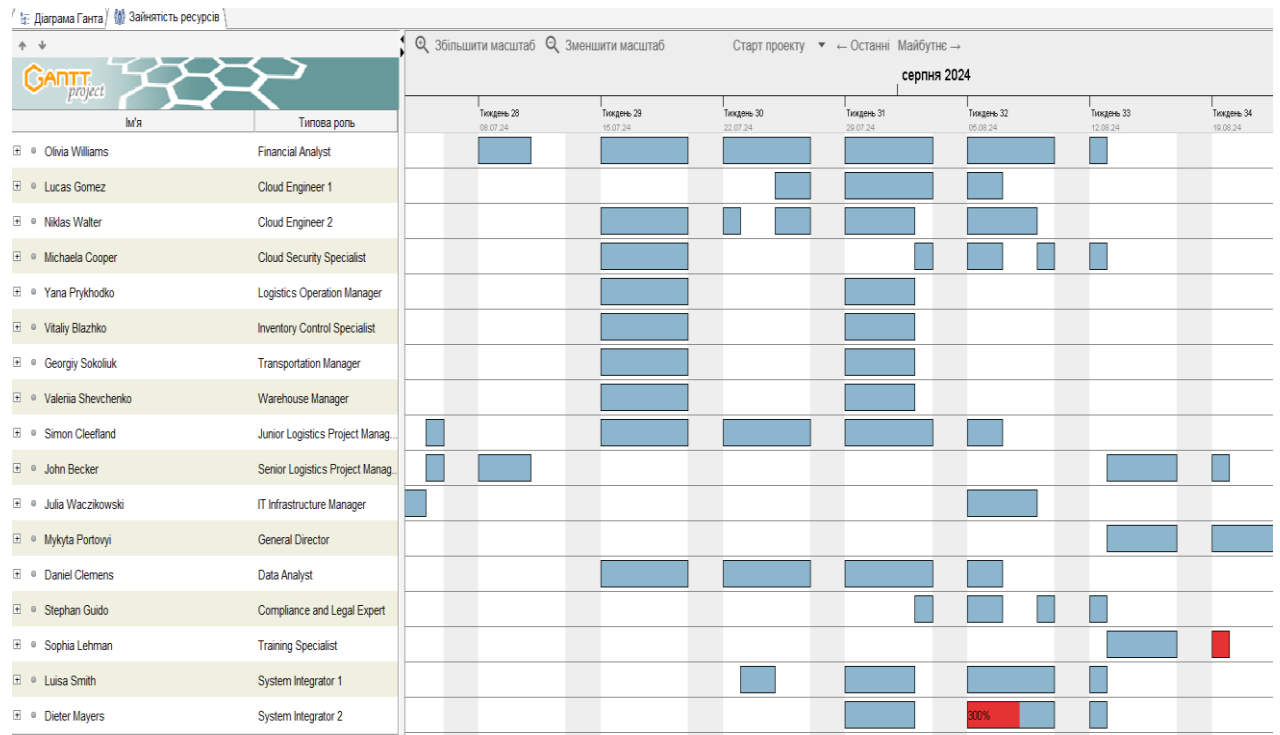 Діаграма Ганта Зайнятість ресурсів
Збільшити масштаб Зменшити масштаб Старт проекту ← Останні Майбутнє →
GANTT
project
серпня 2024
Ім'я Типова роль
Тиждень 28 Тиждень 29 Тиждень 30 Тиждень 31 Тиждень 32 Тиждень 33 Тиждень 34
08.07.24 15.07.24 22.07.24 29.07.24 05.08.24 12.08.24 19.08.24
Olivia Williams Financial Analyst
Lucas Gomez Cloud Engineer 1
Niklas Walter Cloud Engineer 2
Michaela Cooper Cloud Security Specialist
Yana Prykhodko Logistics Operation Manager
Vitaliy Blazhko Inventory Control Specialist
Georgiy Sokoliuk Transportation Manager
Valeriia Shevchenko Warehouse Manager
Simon Cleefland Junior Logistics Project Manag...
John Becker Senior Logistics Project Manag...
Julia Waczikowski IT Infrastructure Manager
Mykyta Portovyi General Director
Daniel Clemens Data Analyst
Stephan Guido Compliance and Legal Expert
Sophia Lehman Training Specialist
Luisa Smith System Integrator 1
Dieter Mayers System Integrator 2 300%